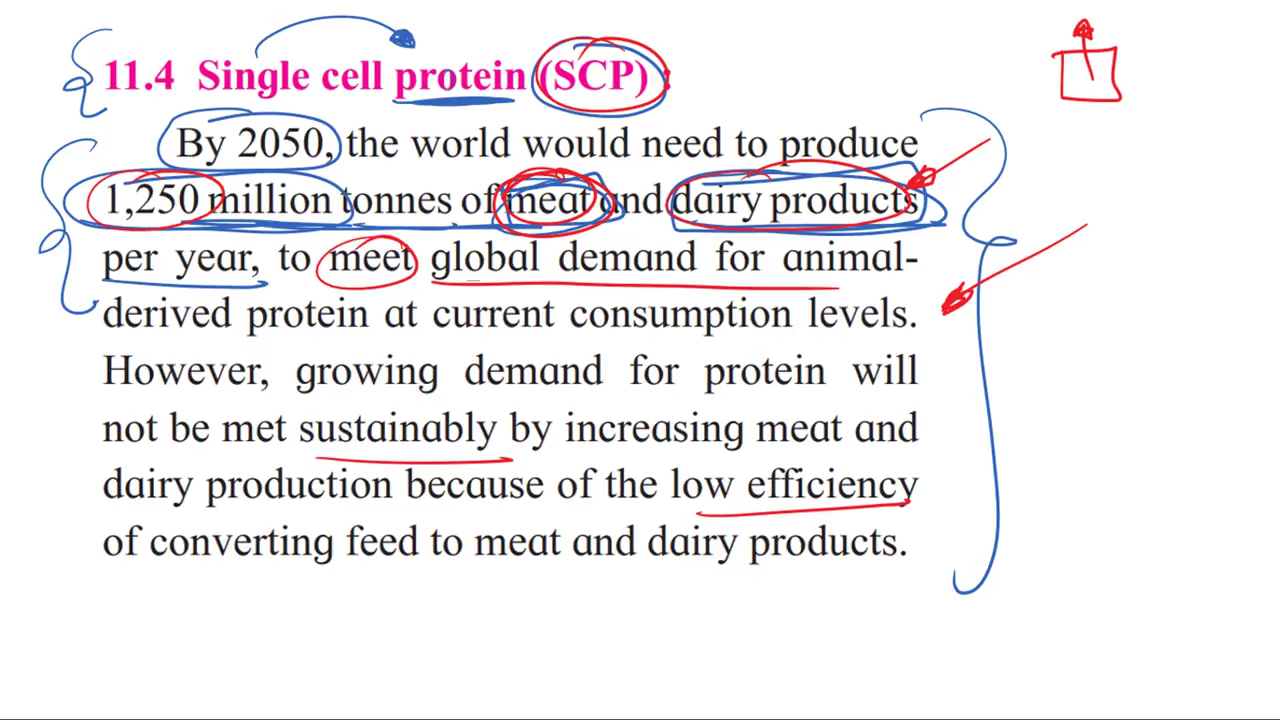 11.4 Single cell protein (SCP) :
By 2050, the world would need to produce
1,250 million tonnes of meat and dairy products
per year, to meet global demand for animal-
derived protein at current consumption levels.
However, growing demand for protein will
not be met sustainably by increasing meat and
dairy production because of the low efficiency
of converting feed to meat and dairy products.